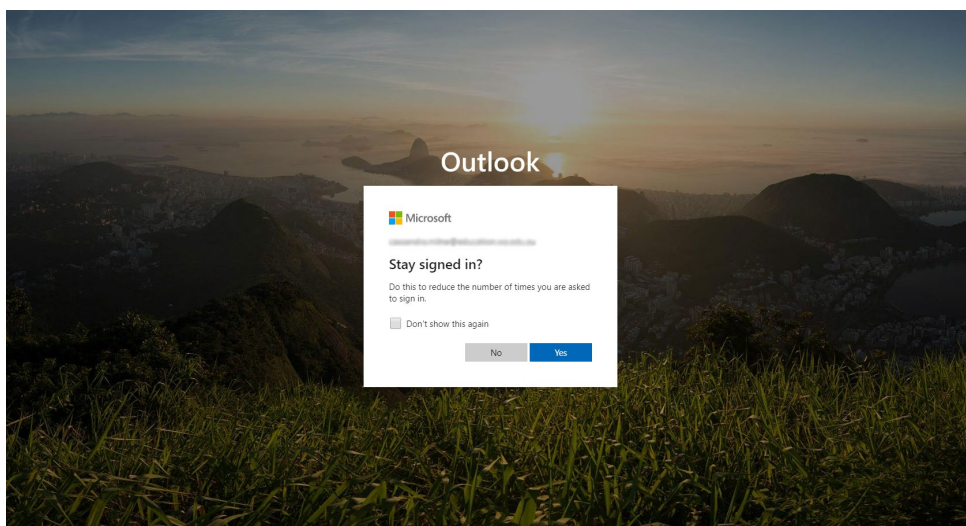 Outlook
Microsoft
Stay signed in?
Do this to reduce the number of times you are asked
to sign in.
Don't show this again
No Yes